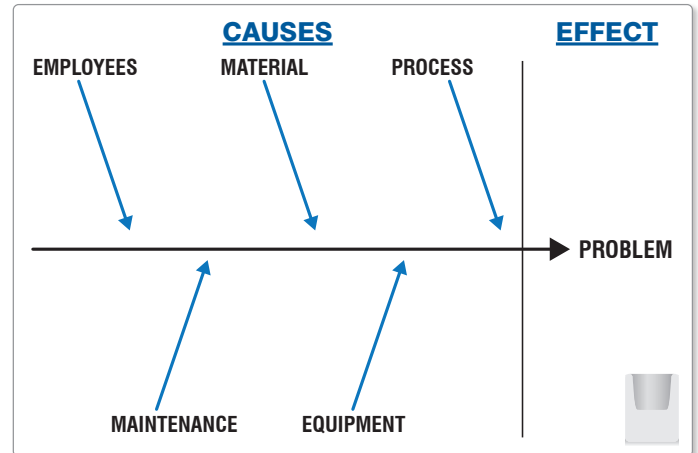 CAUSES EFFECT
EMPLOYEES MATERIAL PROCESS
PROBLEM
MAINTENANCE EQUIPMENT